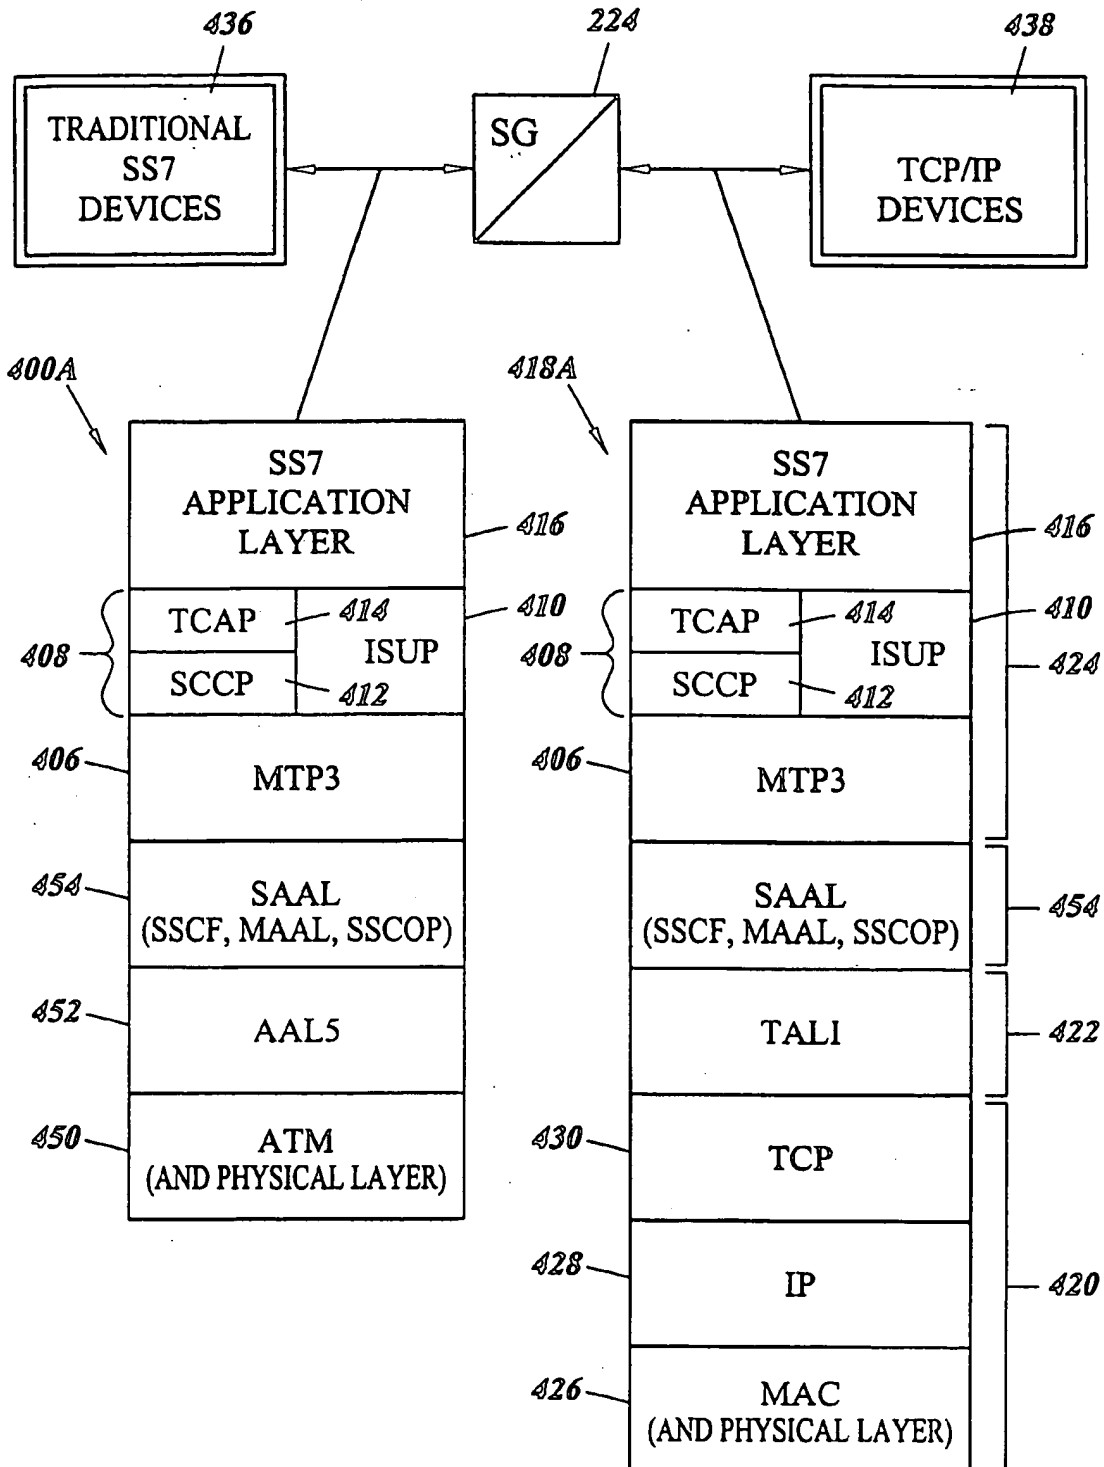 436
224
438
TRADITIONAL
SS7
DEVICES
SG
TCP/IP
DEVICES
400A
418A
SS7
APPLICATION
LAYER
416
TCAP
414
410
408
ISUP
SCCP
412
406
MTP3
454
SAAL
(SSCF, MAAL, SSCOP)
452
AAL5
450
ATM
(AND PHYSICAL LAYER)
SS7
APPLICATION
LAYER
416
TCAP
414
410
408
ISUP
424
SCCP
412
406
MTP3
SAAL
(SSCF, MAAL, SSCOP)
454
TALI
422
430
TCP
428
IP
420
426
MAC
(AND PHYSICAL LAYER)